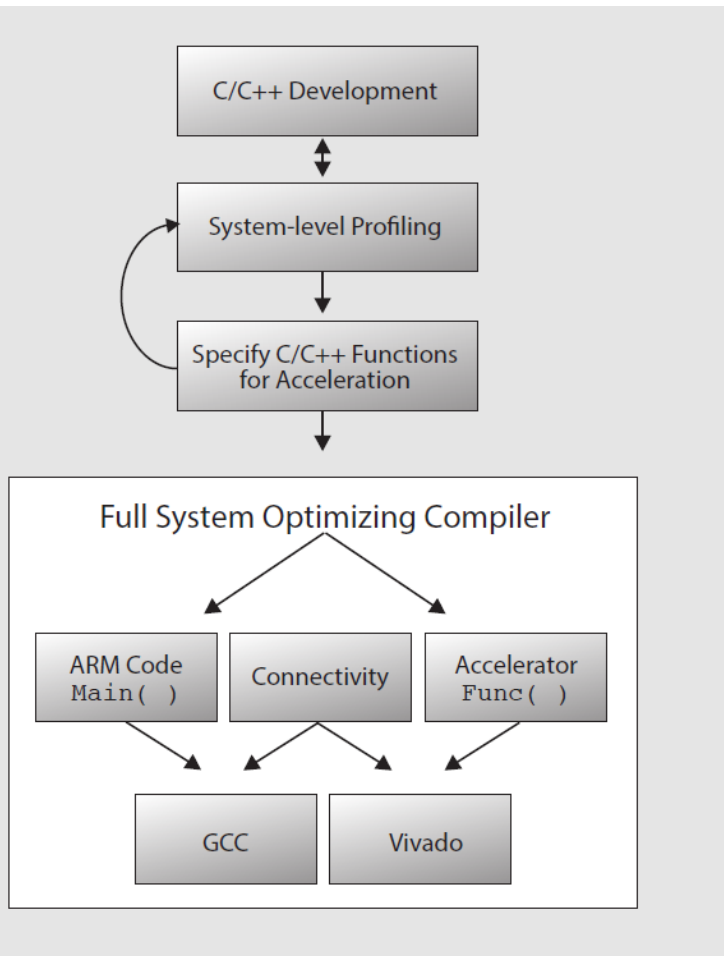 C/C++ Development
System-level Profiling
Specify C/C++ Functions
for Acceleration
Full System Optimizing Compiler
ARM Code
Main( )
Connectivity
Accelerator
Func( )
GCC
Vivado